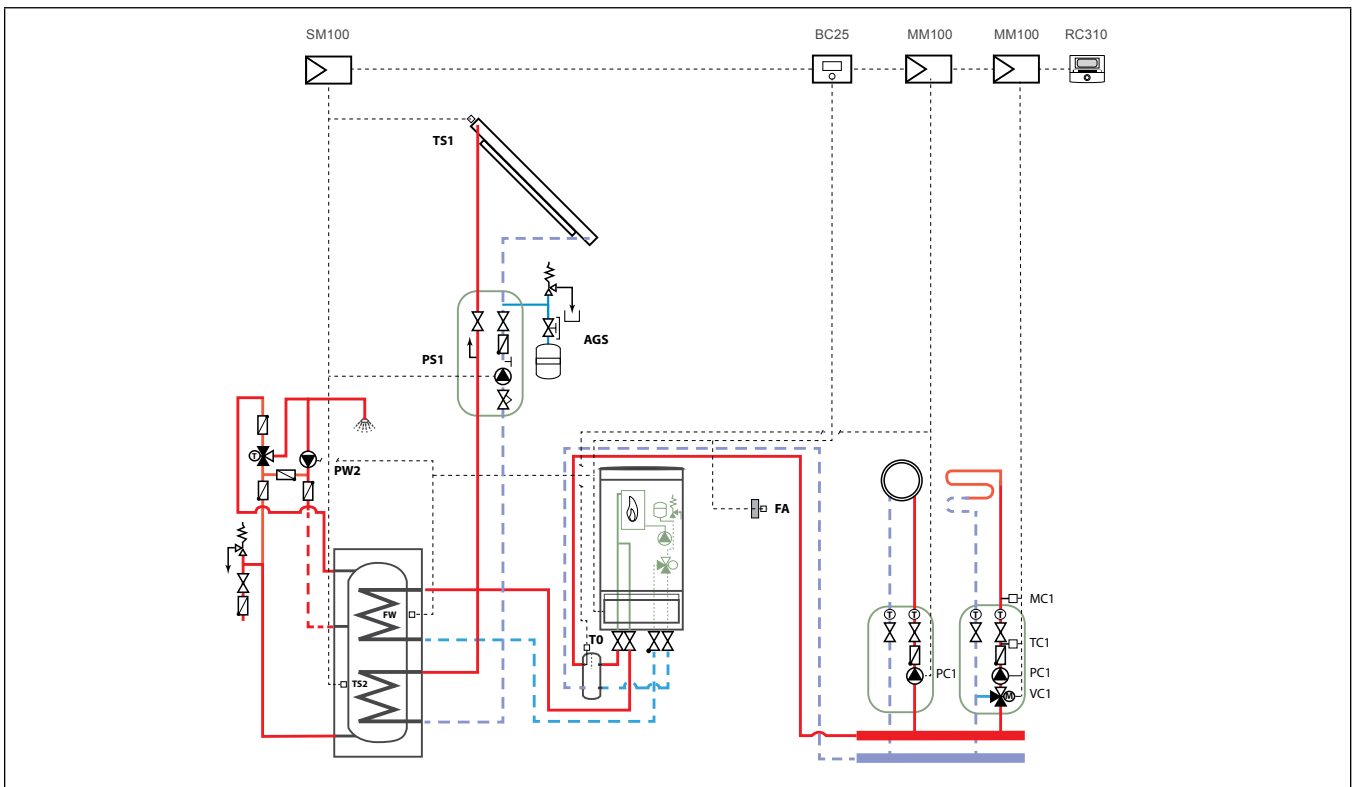 SM100
BC25
MM100
MM100
RC310
TS1
AGS
PS1
T
PW2
FA
FW
T0
TS2
T
T
T
T
MC1
TC1
PC1
PC1
M
VC1